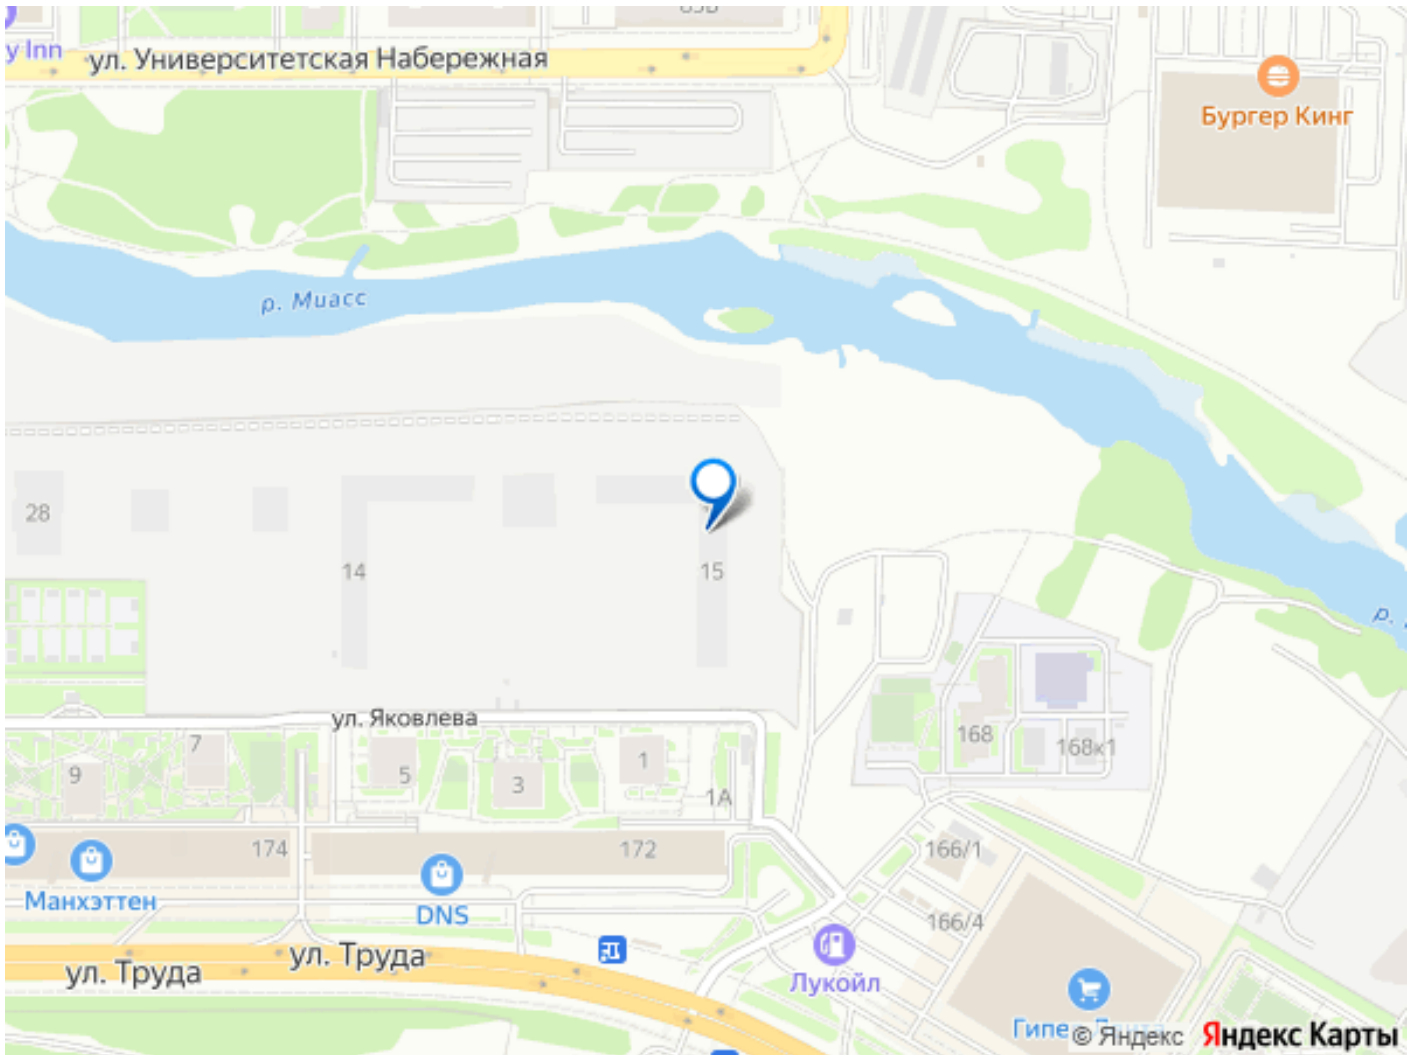 y Inn
ул. Университетская Набережная
Бургер Кинг
р. Миасс
28
14
15
р.
ул. Яковлева
7
9
5
3
1
1А
168
168к1
174
172
166/1
166/4
Манхэттен
DNS
ул. Труда
ул. Труда
Лукойл
© Яндекс Яндекс Карты